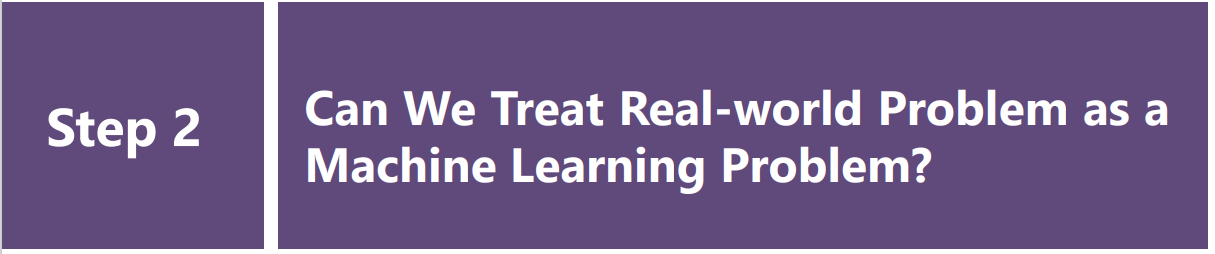 Step 2
Can We Treat Real-world Problem as a
Machine Learning Problem?